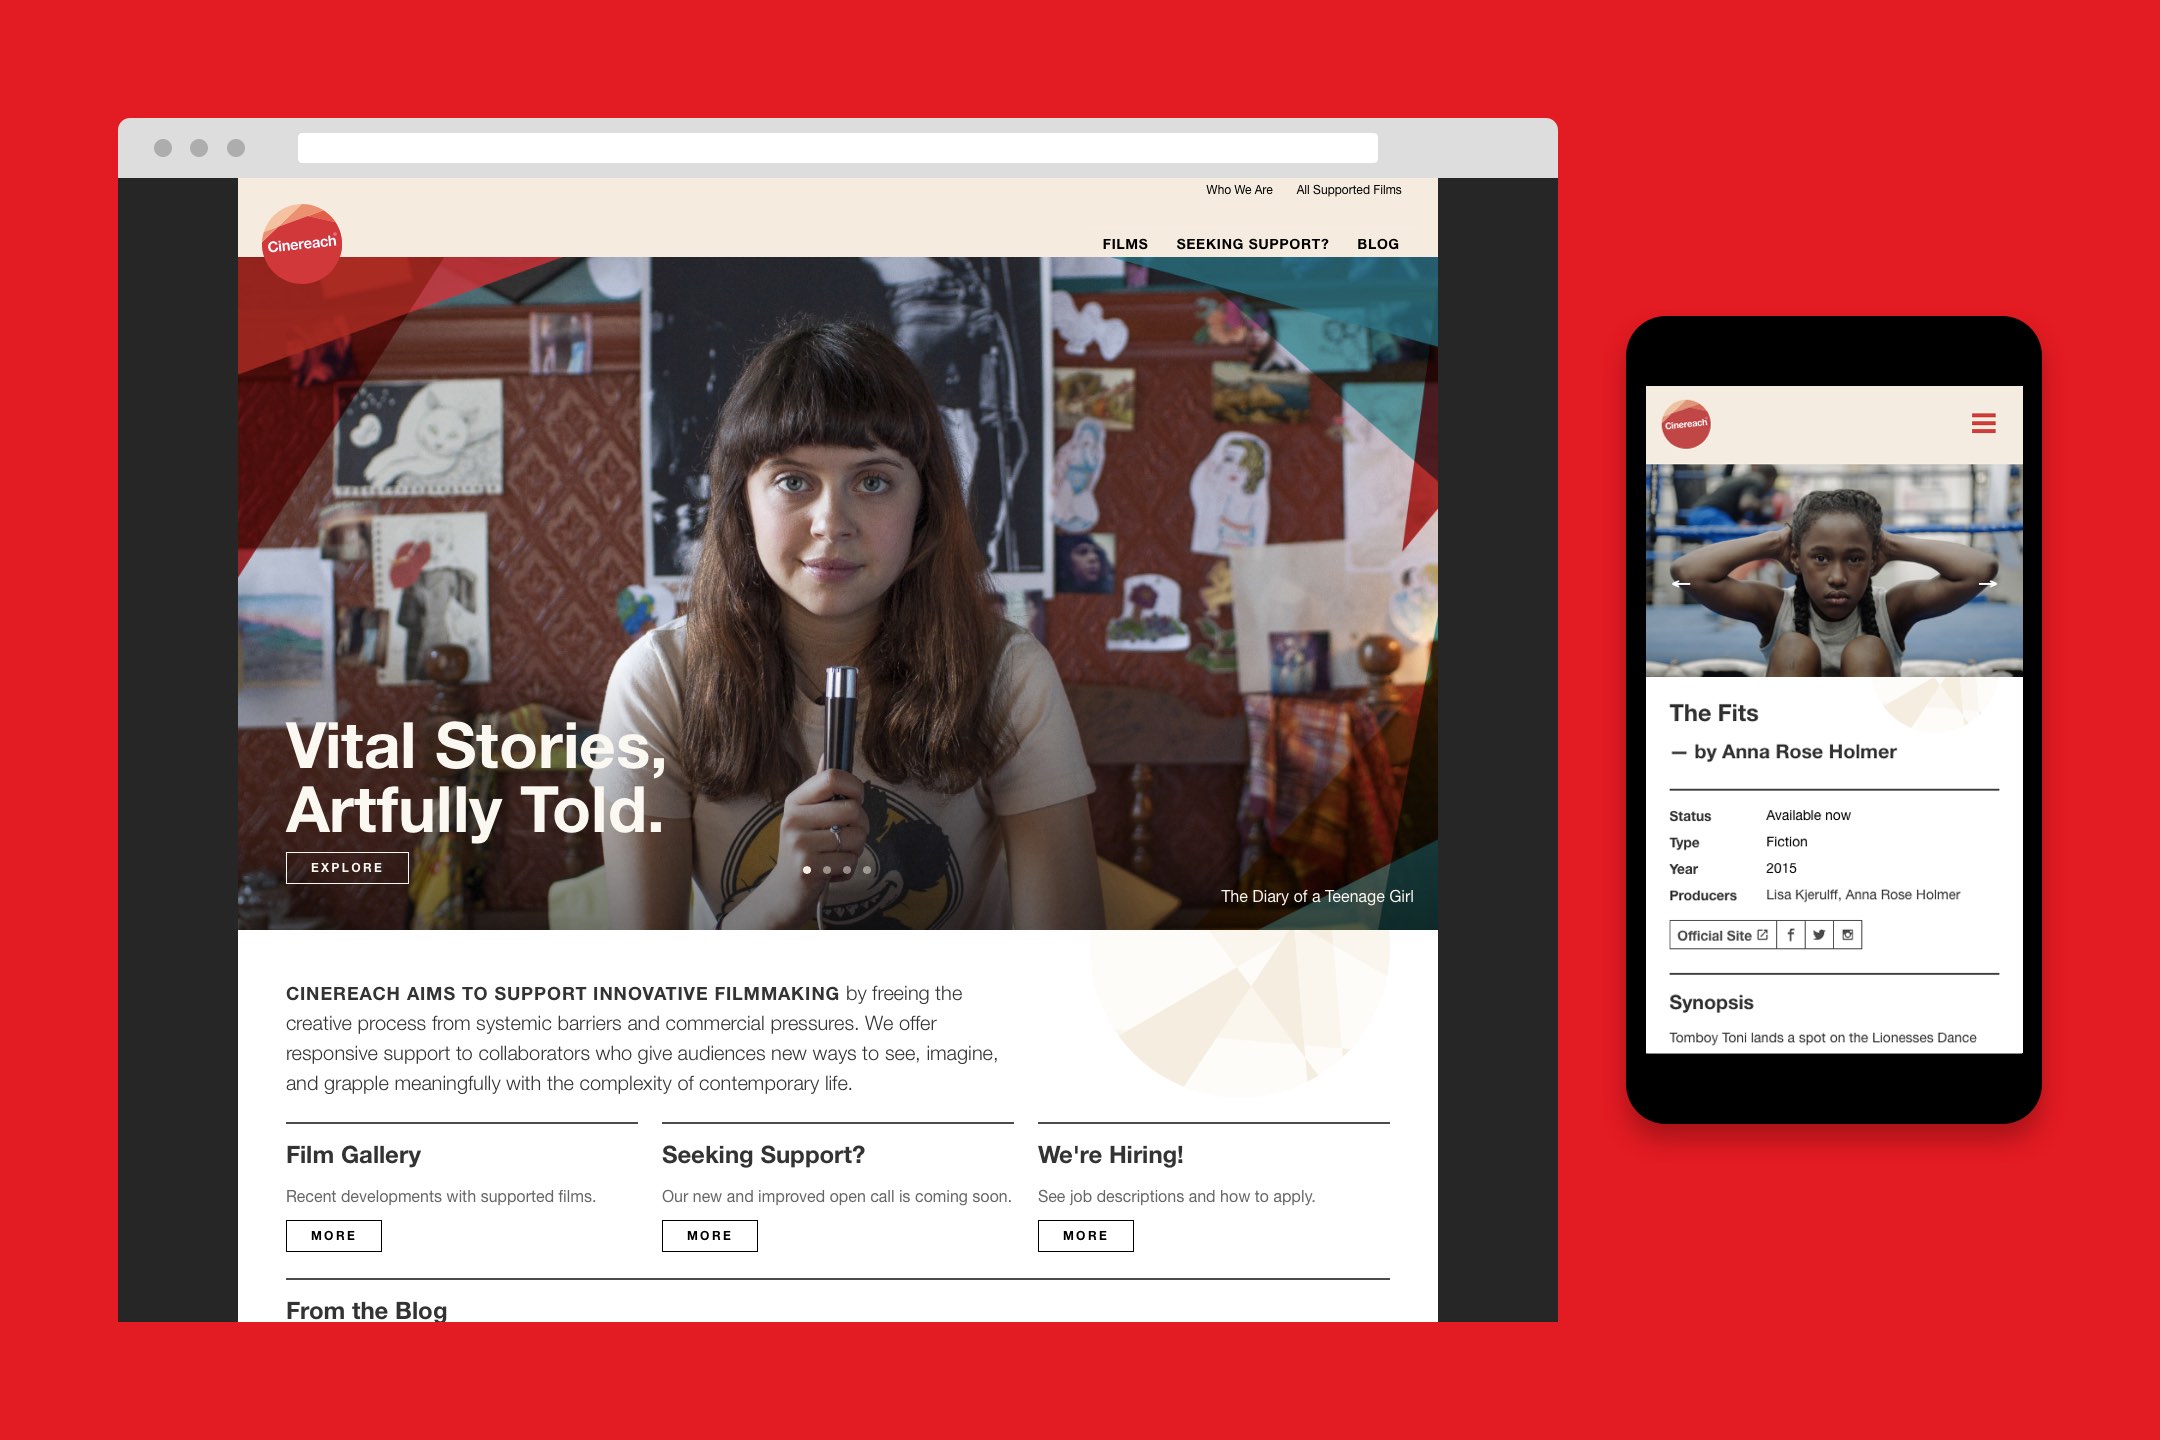 Who We Are All Supported Films
Cinereach
FILMS SEEKING SUPPORT? BLOG
Vital Stories,
Artfully Told.
EXPLORE
The Diary of a Teenage Girl
CINEREACH AIMS TO SUPPORT INNOVATIVE FILMMAKING by freeing the
creative process from systemic barriers and commercial pressures. We offer
responsive support to collaborators who give audiences new ways to see, imagine,
and grapple meaningfully with the complexity of contemporary life.
Film Gallery
Recent developments with supported films.
MORE
Seeking Support?
Our new and improved open call is coming soon.
MORE
We're Hiring!
See job descriptions and how to apply.
MORE
From the Blog
Cinereach
The Fits
— by Anna Rose Holmer
Status Available now
Type Fiction
Year 2015
Producers Lisa Kjerulff, Anna Rose Holmer
Official Site
Synopsis
Tomboy Toni lands a spot on the Lionesses Dance